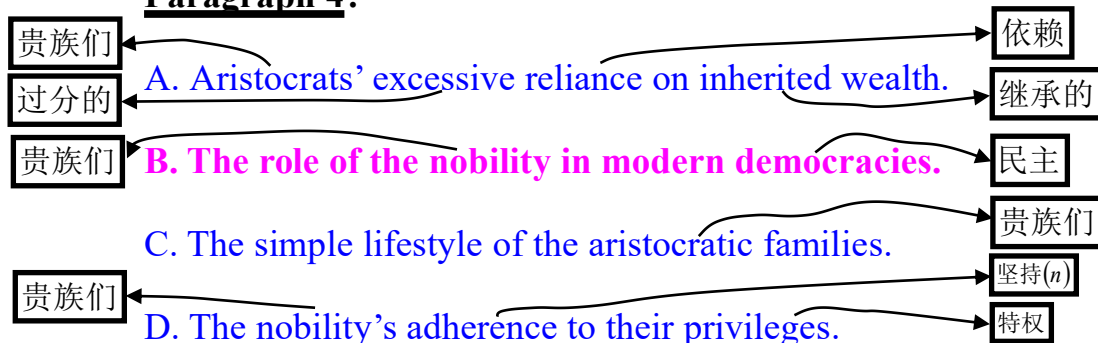 Paragraph 4:
贵族们
依赖
A. Aristocrats’ excessive reliance on inherited wealth.
过分的
继承的
贵族们
B. The role of the nobility in modern democracies.
民主
贵族们
C. The simple lifestyle of the aristocratic families.
坚持(n)
贵族们
D. The nobility’s adherence to their privileges.
特权